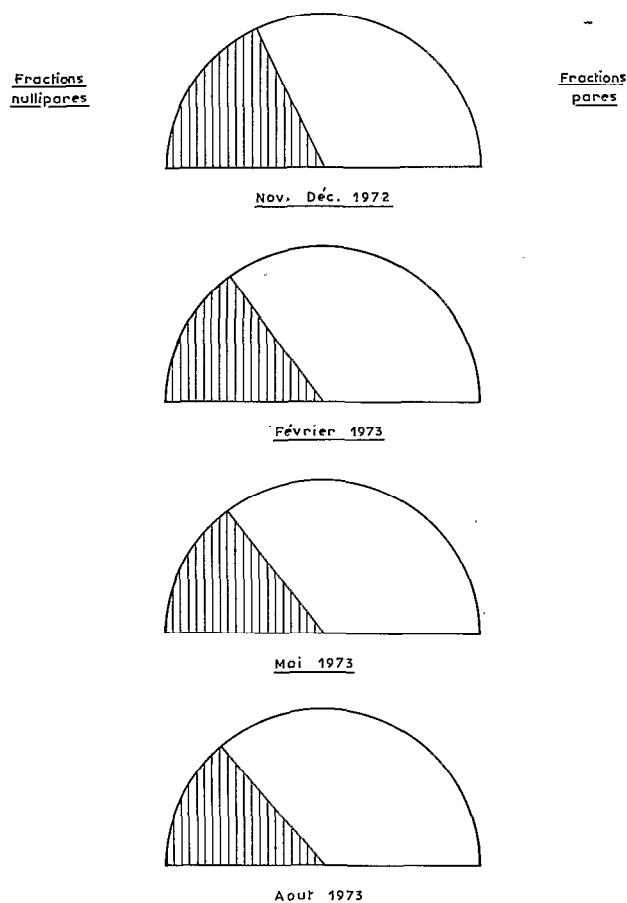 Fractions
nullipares
Fractions
pares
Nov. Déc. 1972
Février 1973
Mai 1973
Aout 1973